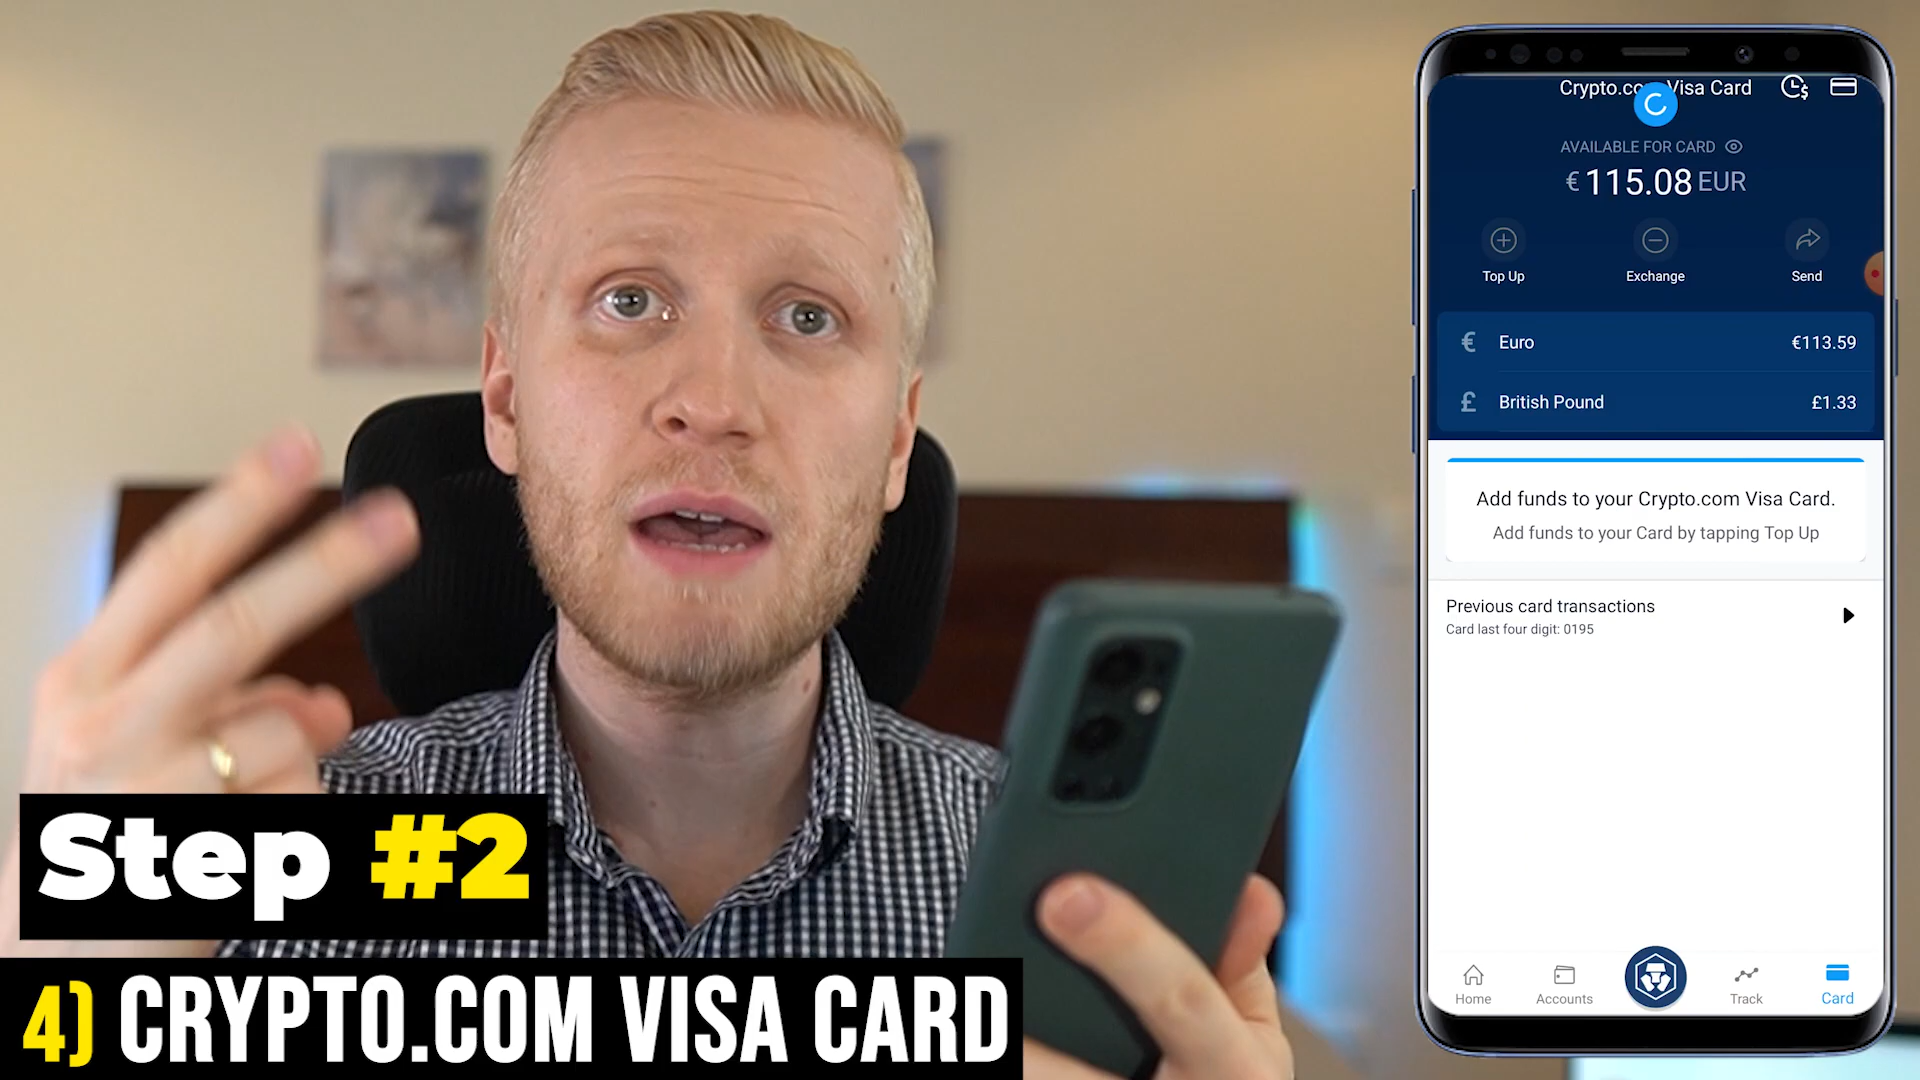 Crypto.co Visa Card
AVAILABLE FOR CARD
€ 115.08 EUR
Top Up
Exchange
Send
€ Euro €113.59
£ British Pound £1.33
Add funds to your Crypto.com Visa Card.
Add funds to your Card by tapping Top Up
Previous card transactions
Card last four digit: 0195
Home
Accounts
Track
Card
Step #2
4) CRYPTO.COM VISA CARD